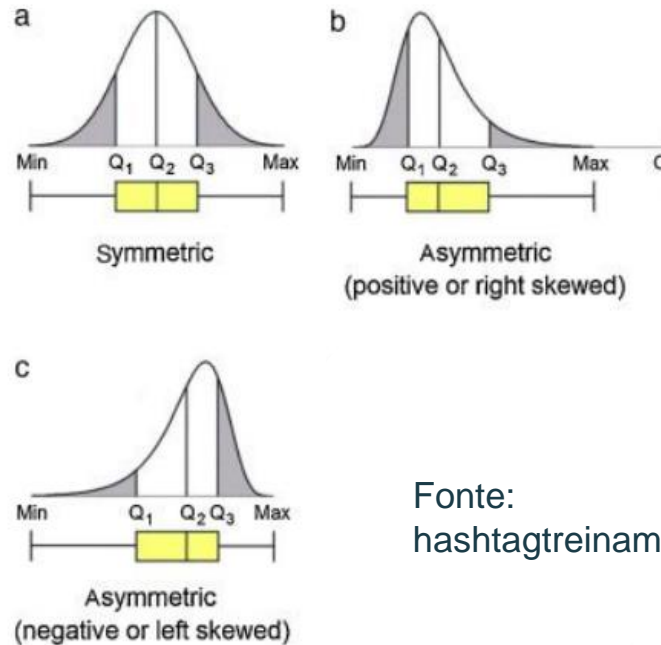 a
Min Q₁ Q₂ Q₃ Max
Symmetric
b
Min Q₁ Q₂ Q₃ Max
Asymmetric
(positive or right skewed)
c
Min Q₁ Q₂ Q₃ Max
Asymmetric
(negative or left skewed)
Fonte:
hashtagtreinam